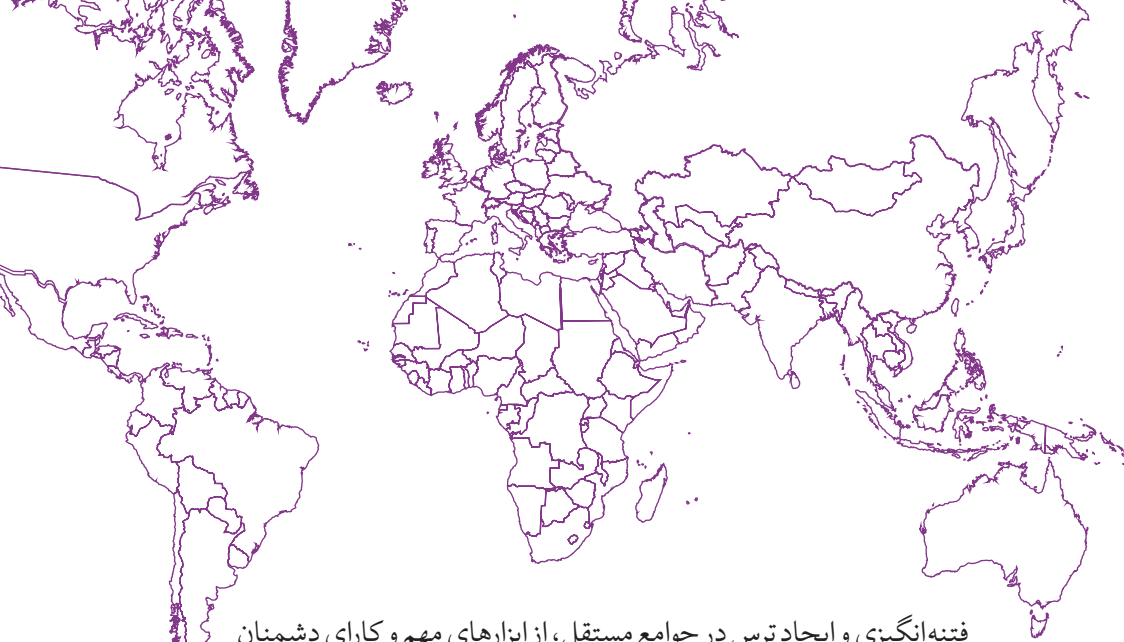 فتنه‌انگیزی و ایجاد ترس در جوامع مستقل، از ابزارهای مهم و کارای دشمنان